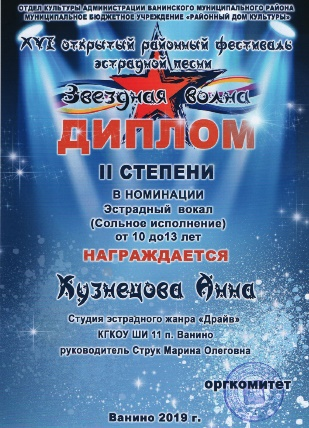 ОТДЕЛ КУЛЬТУРЫ АДМИНИСТРАЦИИ ВАНИНСКОГО МУНИЦИПАЛЬНОГО РАЙОНА
МУНИЦИПАЛЬНОЕ БЮДЖЕТНОЕ УЧРЕЖДЕНИЕ «РАЙОННЫЙ ДОМ КУЛЬТУРЫ»
XVI открытый районный фестиваль
эстрадной песни
Звездная волна
ДИПЛОМ
II СТЕПЕНИ
В НОМИНАЦИИ
Эстрадный вокал
(Сольное исполнение)
от 10 до13 лет
НАГРАЖДАЕТСЯ
Кузнецова Анна
Студия эстрадного жанра «Драйв»
КГКОУ ШИ 11 п. Ванино
руководитель Струк Марина Олеговна
оргкомитет
Ванино 2019 г.